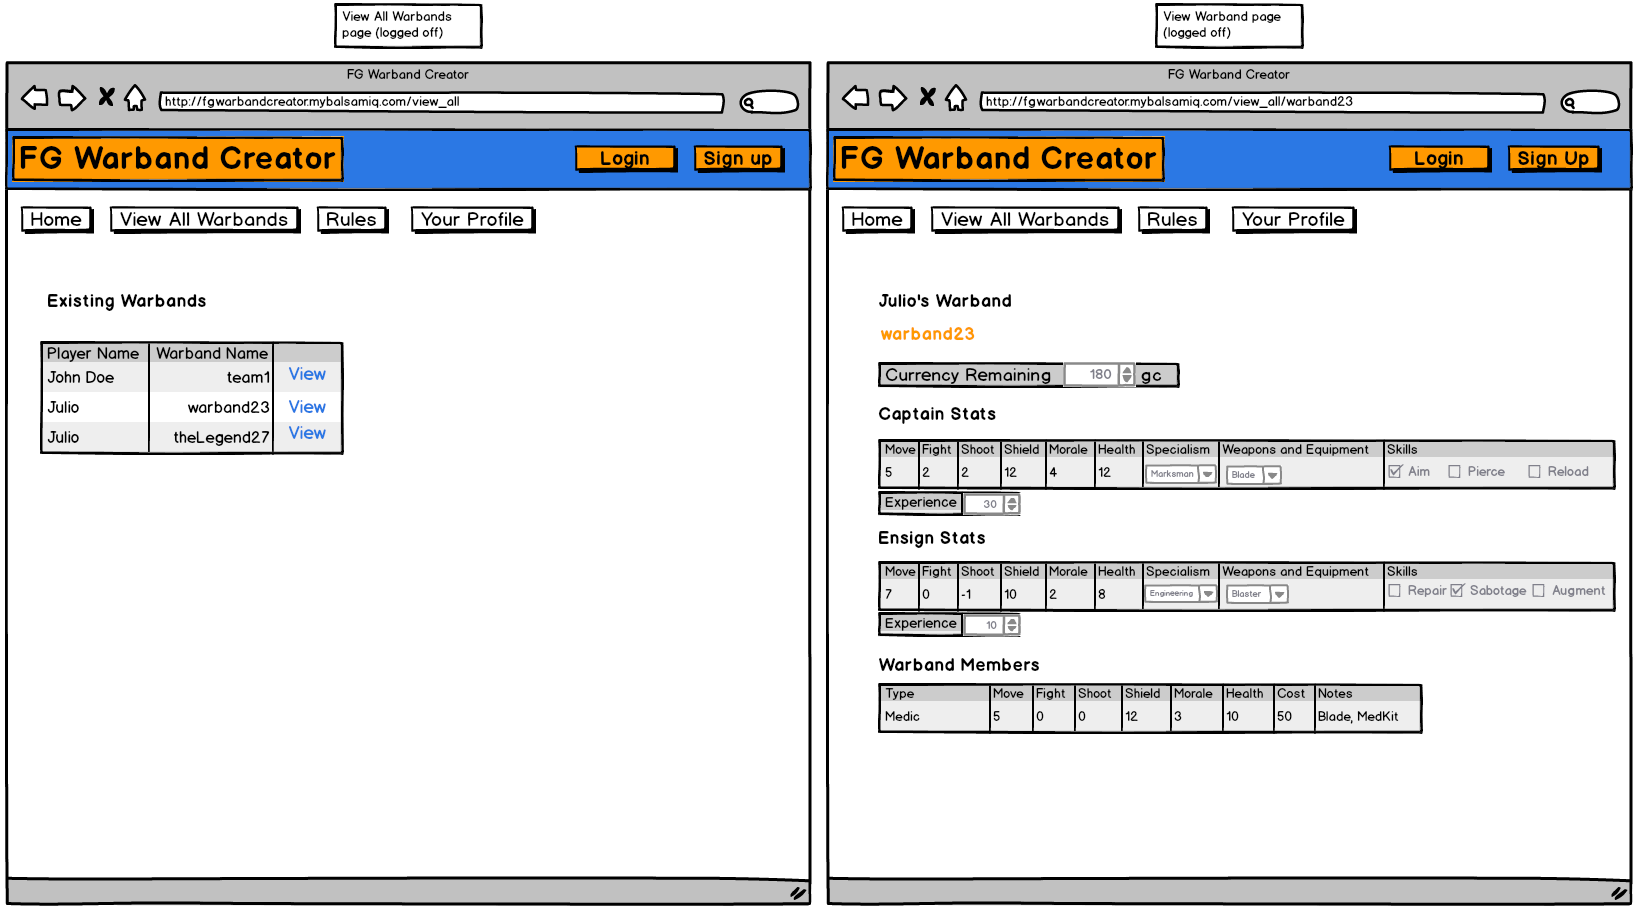 View All Warbands
page (logged off)
FG Warband Creator
http://fgwarbandcreator.mybalsamiq.com/view_all
FG Warband Creator
Login
Sign up
Home
View All Warbands
Rules
Your Profile
Existing Warbands
Player Name Warband Name
John Doe team1 View
Julio warband23 View
Julio theLegend27 View
View Warband page
(logged off)
FG Warband Creator
http://fgwarbandcreator.mybalsamiq.com/view_all/warband23
FG Warband Creator
Login
Sign Up
Home
View All Warbands
Rules
Your Profile
Julio's Warband
warband23
Currency Remaining 180 gc
Captain Stats
Move Fight Shoot Shield Morale Health Specialism Weapons and Equipment Skills
5 2 2 12 4 12 Marksman Blade Aim Pierce Reload
Experience 30
Ensign Stats
Move Fight Shoot Shield Morale Health Specialism Weapons and Equipment Skills
7 0 -1 10 2 8 Engineering Blaster Repair Sabotage Augment
Experience 10
Warband Members
Type Move Fight Shoot Shield Morale Health Cost Notes
Medic 5 0 0 12 3 10 50 Blade, MedKit